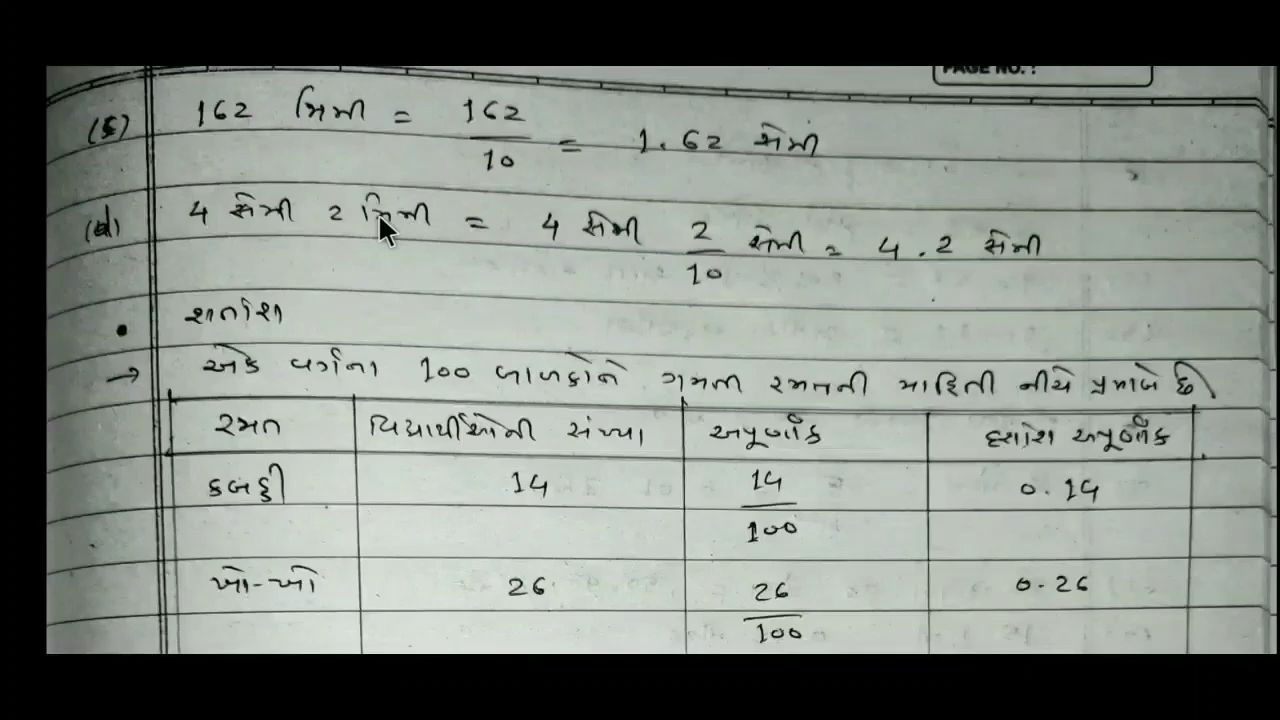 PAGE NO. :
(ક) 162 મિમી = 162/10 = 1.62 સેમી
4 સેમી 2 મિમી = 4 સેમી 2/10 સેમી = 4.2 સેમી
• શતાંશ
→ એક વર્ગના 100 બાળકોને ગમતી રમતની માહિતી નીચે પ્રમાણે છે
રમત વિદ્યાર્થીઓની સંખ્યા અપૂર્ણાંક દશાંશ અપૂર્ણાંક
કબડ્ડી 14 14/100 0.14
ખો-ખો 26 26/100 0.26